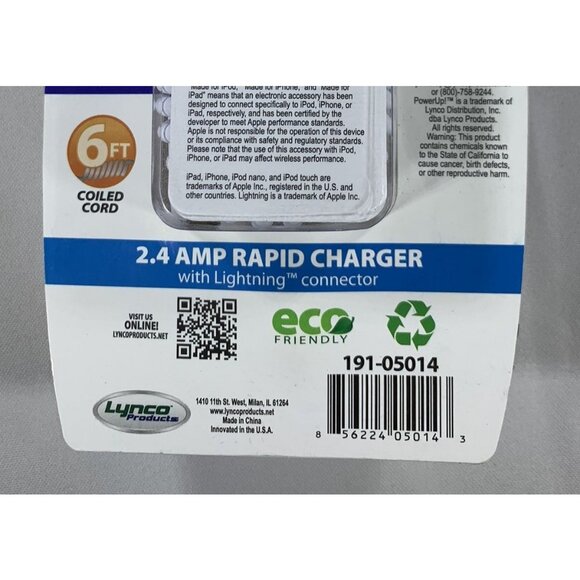 "Made for iPod," "Made for iPhone," and "Made for
iPad" means that an electronic accessory has been
designed to connect specifically to iPod, iPhone, or
iPad, respectively, and has been certified by the
developer to meet Apple performance standards.
Apple is not responsible for the operation of this device
or its compliance with safety and regulatory standards.
Please note that the use of this accessory with iPod,
iPhone, or iPad may affect wireless performance.
iPad, iPhone, iPod nano, and iPod touch are
trademarks of Apple Inc., registered in the U.S. and
other countries. Lightning is a trademark of Apple Inc.
or (800)-758-9244.
PowerUp!™ is a trademark of
Lynco Distribution, Inc.
dba Lynco Products.
All rights reserved.
Warning: This product
contains chemicals known
to the State of California to
cause cancer, birth defects,
or other reproductive harm.
6FT
COILED
CORD
2.4 AMP RAPID CHARGER
with Lightning™ connector
VISIT US
ONLINE!
LYNCOPRODUCTS.NET
eco
FRIENDLY
191-05014
Lynco
Products
1410 11th St. West, Milan, IL 61264
www.lyncoproducts.net
Made in China
Innovated in the U.S.A.
8 56224 05014 3